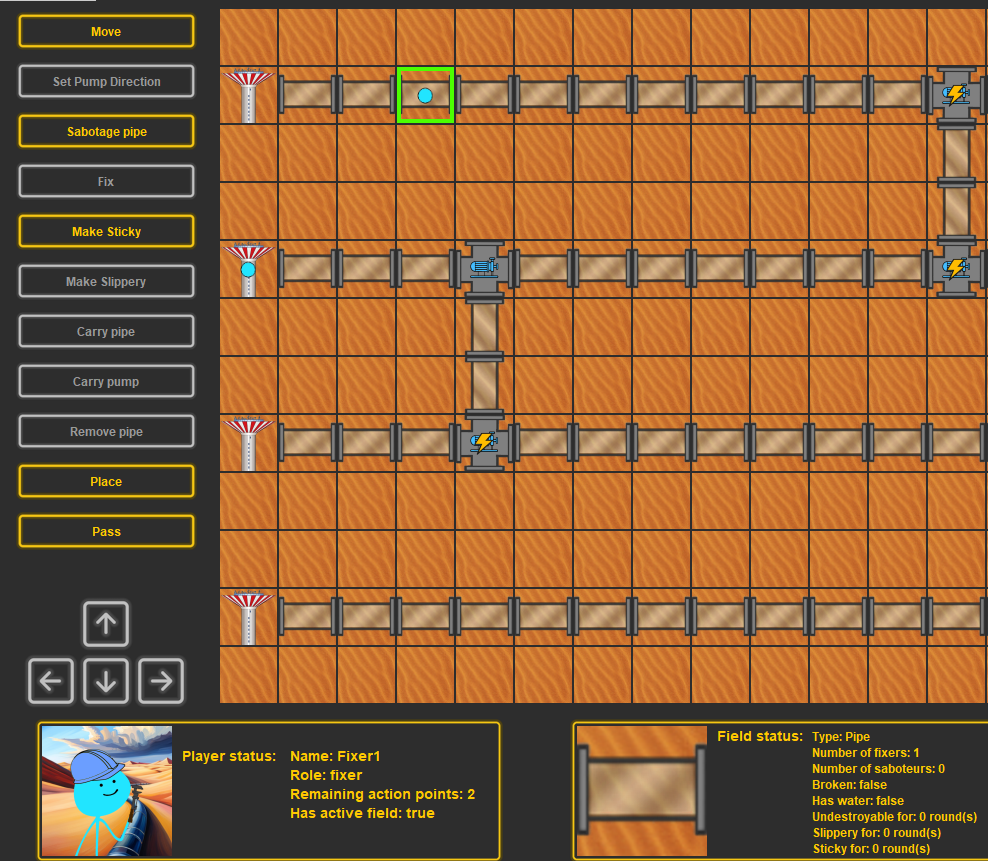 Move
Set Pump Direction
Sabotage pipe
Fix
Make Sticky
Make Slippery
Carry pipe
Carry pump
Remove pipe
Place
Pass
Player status:
Name: Fixer1
Role: fixer
Remaining action points: 2
Has active field: true
Field status:
Type: Pipe
Number of fixers: 1
Number of saboteurs: 0
Broken: false
Has water: false
Undestroyable for: 0 round(s)
Slippery for: 0 round(s)
Sticky for: 0 round(s)